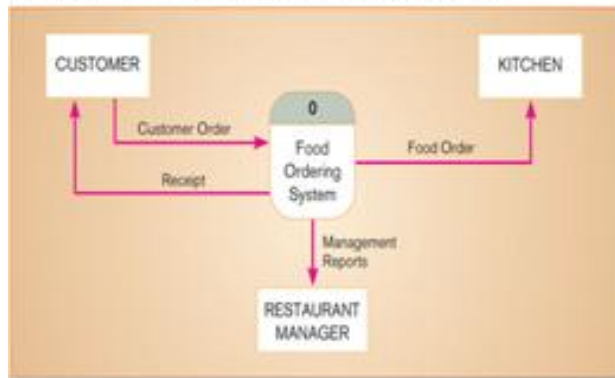 CUSTOMER
KITCHEN
0
Customer Order
Food
Ordering
System
Food Order
Receipt
Management
Reports
RESTAURANT
MANAGER